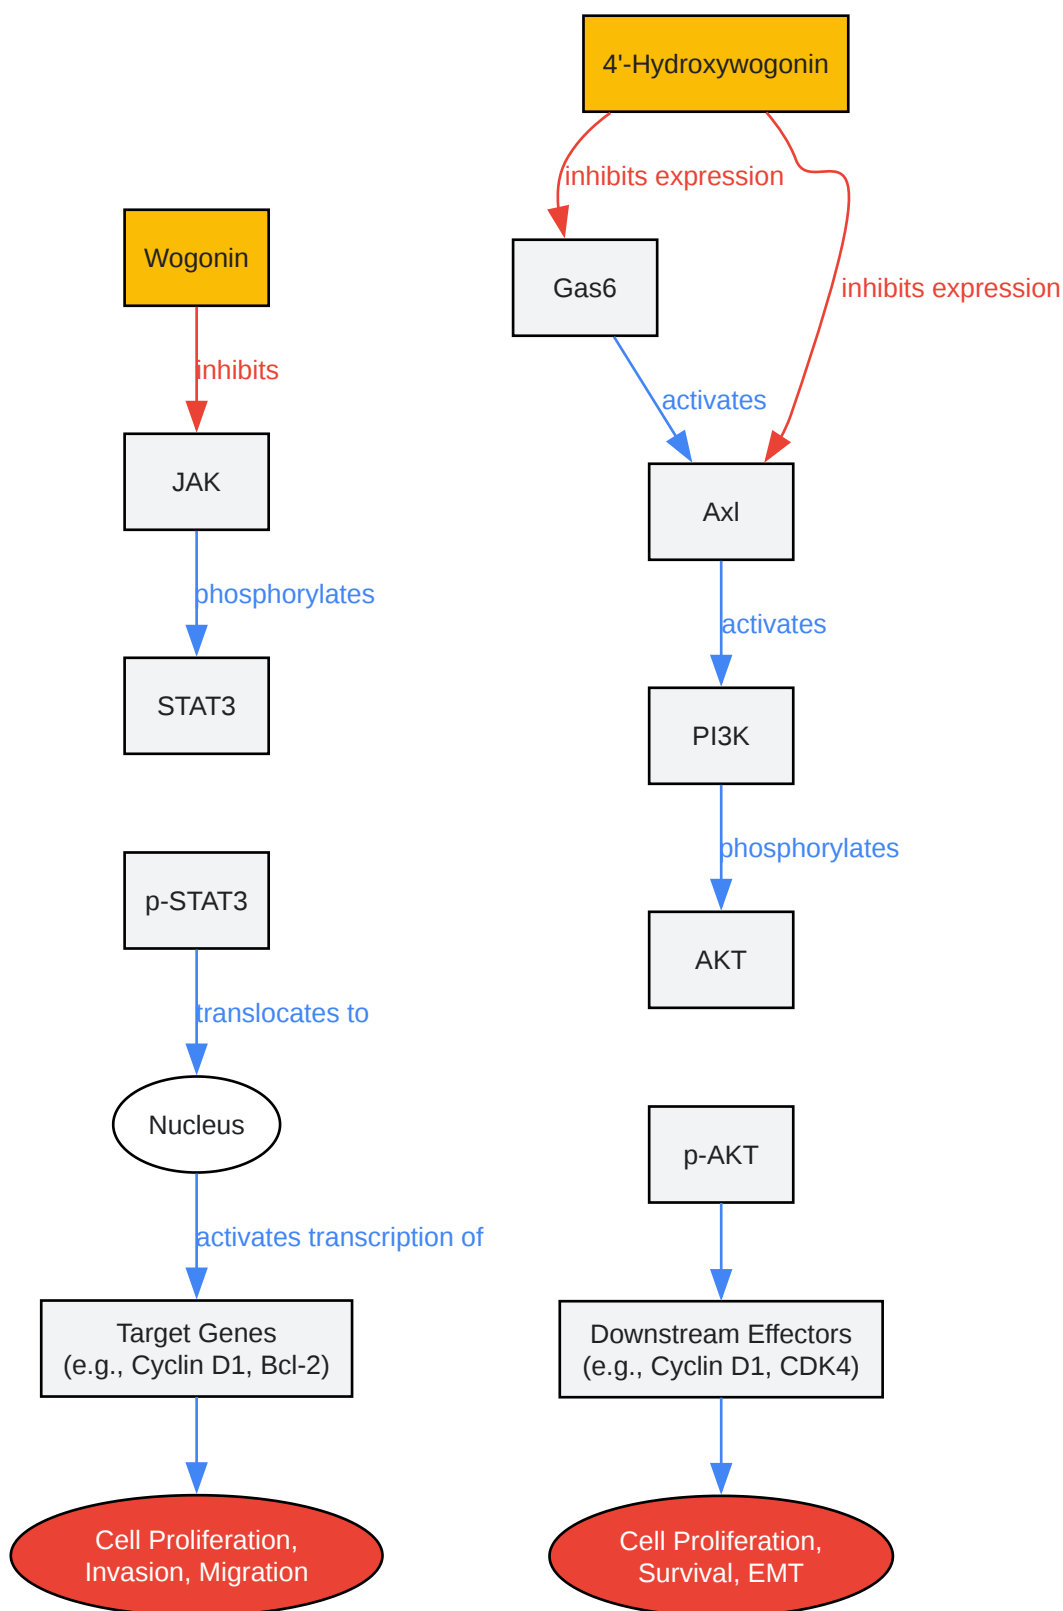 4'-Hydroxywogonin
inhibits expression
Wogonin
Gas6
inhibits expression
inhibits
activates
JAK
Axl
phosphorylates
activates
STAT3
PI3K
phosphorylates
p-STAT3
AKT
translocates to
Nucleus
p-AKT
activates transcription of
Target Genes
(e.g., Cyclin D1, Bcl-2)
Downstream Effectors
(e.g., Cyclin D1, CDK4)
Cell Proliferation,
Invasion, Migration
Cell Proliferation,
Survival, EMT